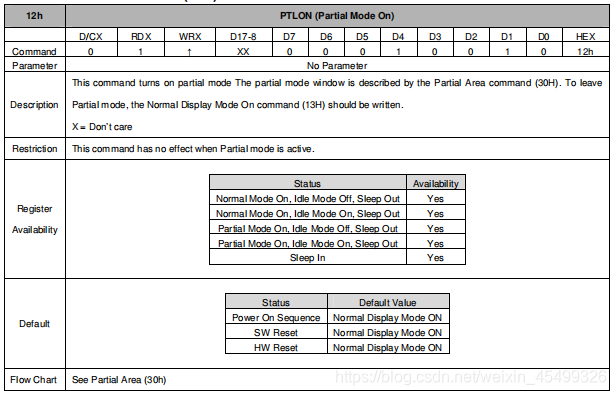 12h PTLON (Partial Mode On)
D/CX RDX WRX D17-8 D7 D6 D5 D4 D3 D2 D1 D0 HEX
Command 0 1 ↑ XX 0 0 0 1 0 0 1 0 12h
Parameter No Parameter
Description
This command turns on partial mode The partial mode window is described by the Partial Area command (30H). To leave
Partial mode, the Normal Display Mode On command (13H) should be written.
X = Don't care
Restriction This command has no effect when Partial mode is active.
Register
Availability
Status Availability
Normal Mode On, Idle Mode Off, Sleep Out Yes
Normal Mode On, Idle Mode On, Sleep Out Yes
Partial Mode On, Idle Mode Off, Sleep Out Yes
Partial Mode On, Idle Mode On, Sleep Out Yes
Sleep In Yes
Default
Status Default Value
Power On Sequence Normal Display Mode ON
SW Reset Normal Display Mode ON
HW Reset Normal Display Mode ON
Flow Chart See Partial Area (30h)
https://blog.csdn.net/weixin_45499326